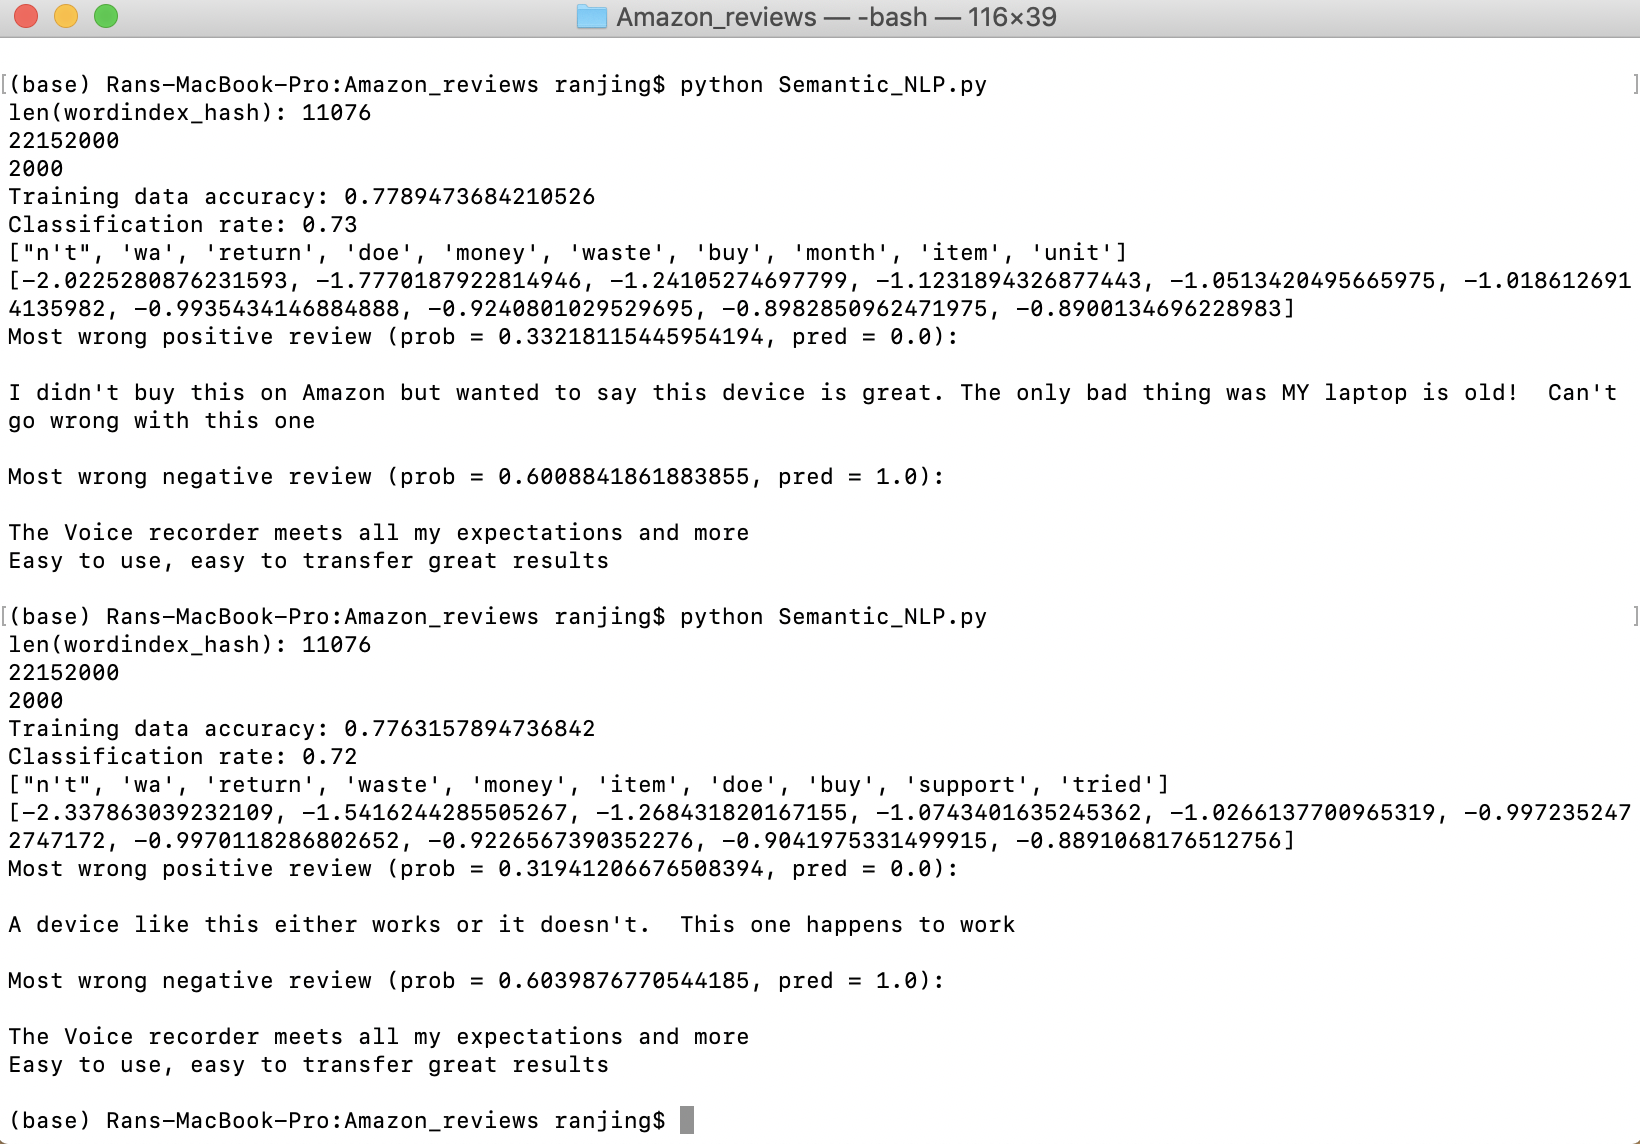 Amazon_reviews — -bash — 116×39
[(base) Rans-MacBook-Pro:Amazon_reviews ranjing$ python Semantic_NLP.py ]
len(wordindex_hash): 11076
22152000
2000
Training data accuracy: 0.7789473684210526
Classification rate: 0.73
["n't", 'wa', 'return', 'doe', 'money', 'waste', 'buy', 'month', 'item', 'unit']
[-2.0225280876231593, -1.7770187922814946, -1.24105274697799, -1.1231894326877443, -1.0513420495665975, -1.018612691
4135982, -0.9935434146884888, -0.9240801029529695, -0.8982850962471975, -0.8900134696228983]
Most wrong positive review (prob = 0.33218115445954194, pred = 0.0):
I didn't buy this on Amazon but wanted to say this device is great. The only bad thing was MY laptop is old!  Can't
go wrong with this one
Most wrong negative review (prob = 0.6008841861883855, pred = 1.0):
The Voice recorder meets all my expectations and more
Easy to use, easy to transfer great results
[(base) Rans-MacBook-Pro:Amazon_reviews ranjing$ python Semantic_NLP.py ]
len(wordindex_hash): 11076
22152000
2000
Training data accuracy: 0.7763157894736842
Classification rate: 0.72
["n't", 'wa', 'return', 'waste', 'money', 'item', 'doe', 'buy', 'support', 'tried']
[-2.337863039232109, -1.5416244285505267, -1.268431820167155, -1.0743401635245362, -1.0266137700965319, -0.997235247
2747172, -0.9970118286802652, -0.9226567390352276, -0.9041975331499915, -0.8891068176512756]
Most wrong positive review (prob = 0.31941206676508394, pred = 0.0):
A device like this either works or it doesn't.  This one happens to work
Most wrong negative review (prob = 0.6039876770544185, pred = 1.0):
The Voice recorder meets all my expectations and more
Easy to use, easy to transfer great results
(base) Rans-MacBook-Pro:Amazon_reviews ranjing$